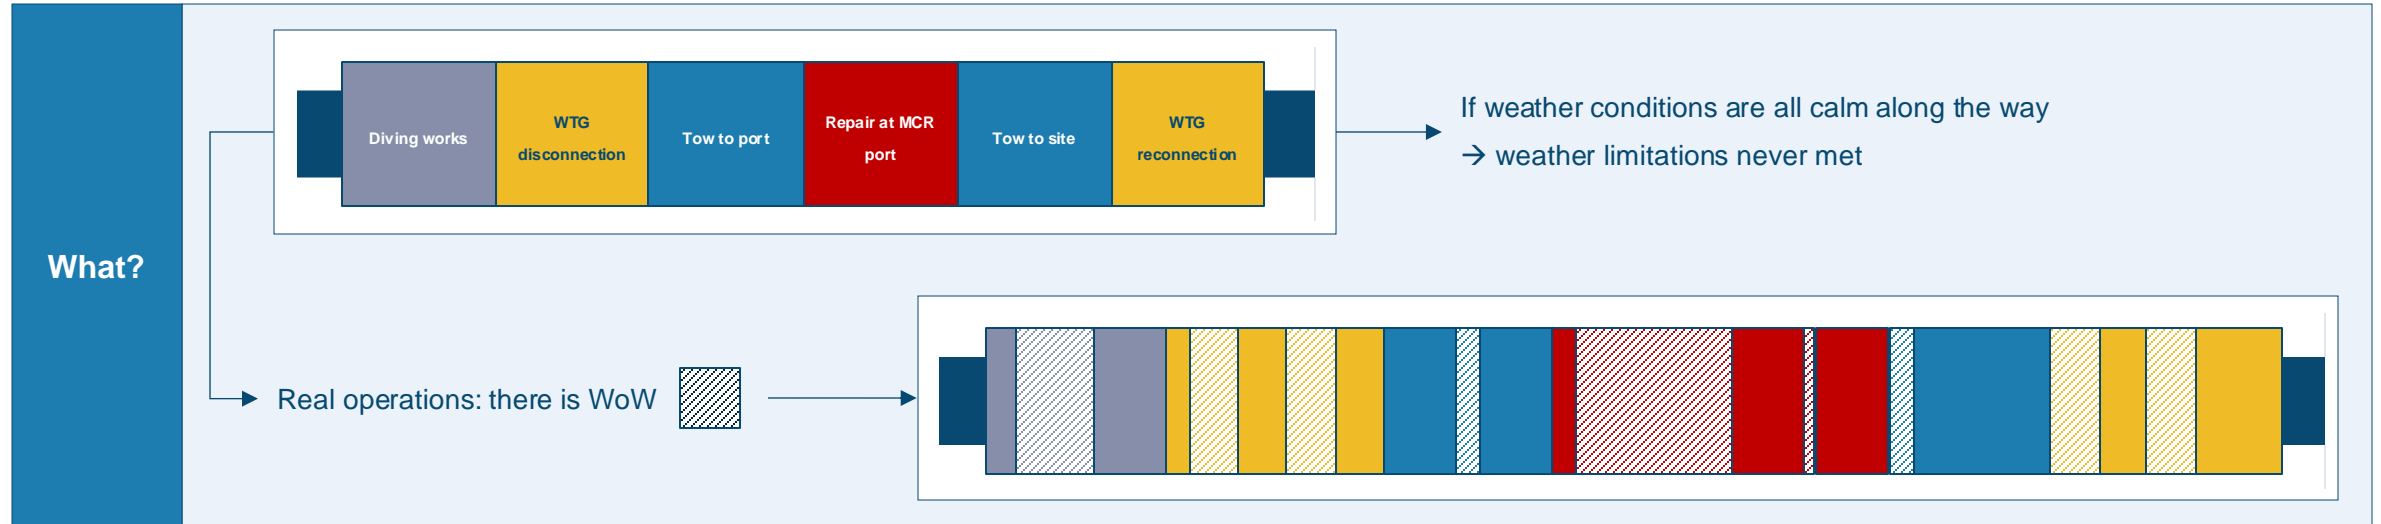 What?
Diving works
WTG
disconnection
Tow to port
Repair at MCR
port
Tow to site
WTG
reconnection
If weather conditions are all calm along the way
→ weather limitations never met
Real operations: there is WoW